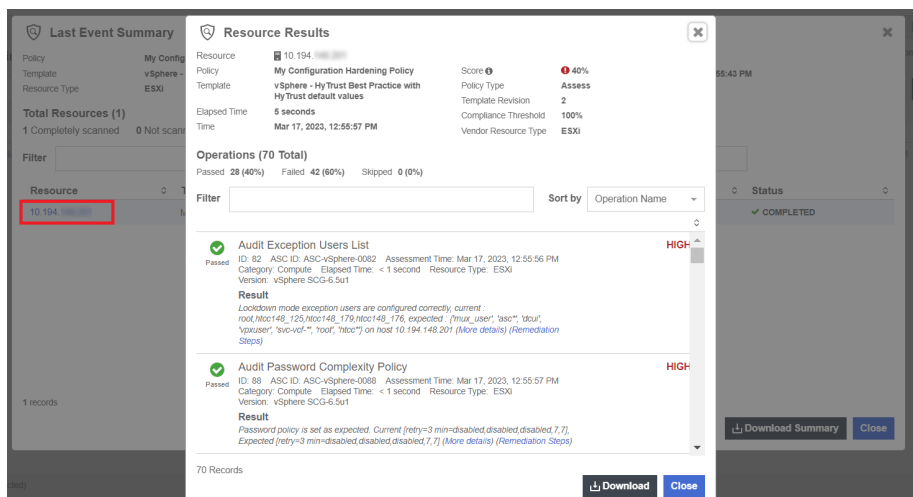 Last Event Summary
Policy My Config
Template vSphere -
Resource Type ESXi
55:43 PM
Total Resources (1)
1 Completely scanned 0 Not scann
Filter
Resource
Status
10.194.
COMPLETED
1 records
Download Summary Close
Resource Results
Resource 10.194.
Policy My Configuration Hardening Policy
Template vSphere - HyTrust Best Practice with
HyTrust default values
Elapsed Time 5 seconds
Time Mar 17, 2023, 12:55:57 PM
Score 40%
Policy Type Assess
Template Revision 2
Compliance Threshold 100%
Vendor Resource Type ESXi
Operations (70 Total)
Passed 28 (40%) Failed 42 (60%) Skipped 0 (0%)
Filter Sort by Operation Name
Audit Exception Users List HIGH
Passed
ID: 82 ASC ID: ASC-vSphere-0082 Assessment Time: Mar 17, 2023, 12:55:56 PM
Category: Compute Elapsed Time: < 1 second Resource Type: ESXi
Version: vSphere SCG-6.5u1
Result
Lockdown mode exception users are configured correctly, current :
root,htcc148_125,htcc148_179,htcc148_176, expected : {'mux_user', 'asc*', 'dcui',
'vpxuser', 'svc-vcf-*', 'root', 'htcc*'} on host 10.194.148.201 (More details) (Remediation
Steps)
Audit Password Complexity Policy HIGH
Passed
ID: 88 ASC ID: ASC-vSphere-0088 Assessment Time: Mar 17, 2023, 12:55:57 PM
Category: Compute Elapsed Time: < 1 second Resource Type: ESXi
Version: vSphere SCG-6.5u1
Result
Password policy is set as expected. Current [retry=3 min=disabled,disabled,disabled,7,7],
Expected [retry=3 min=disabled,disabled,disabled,7,7] (More details) (Remediation Steps)
70 Records
Download Close